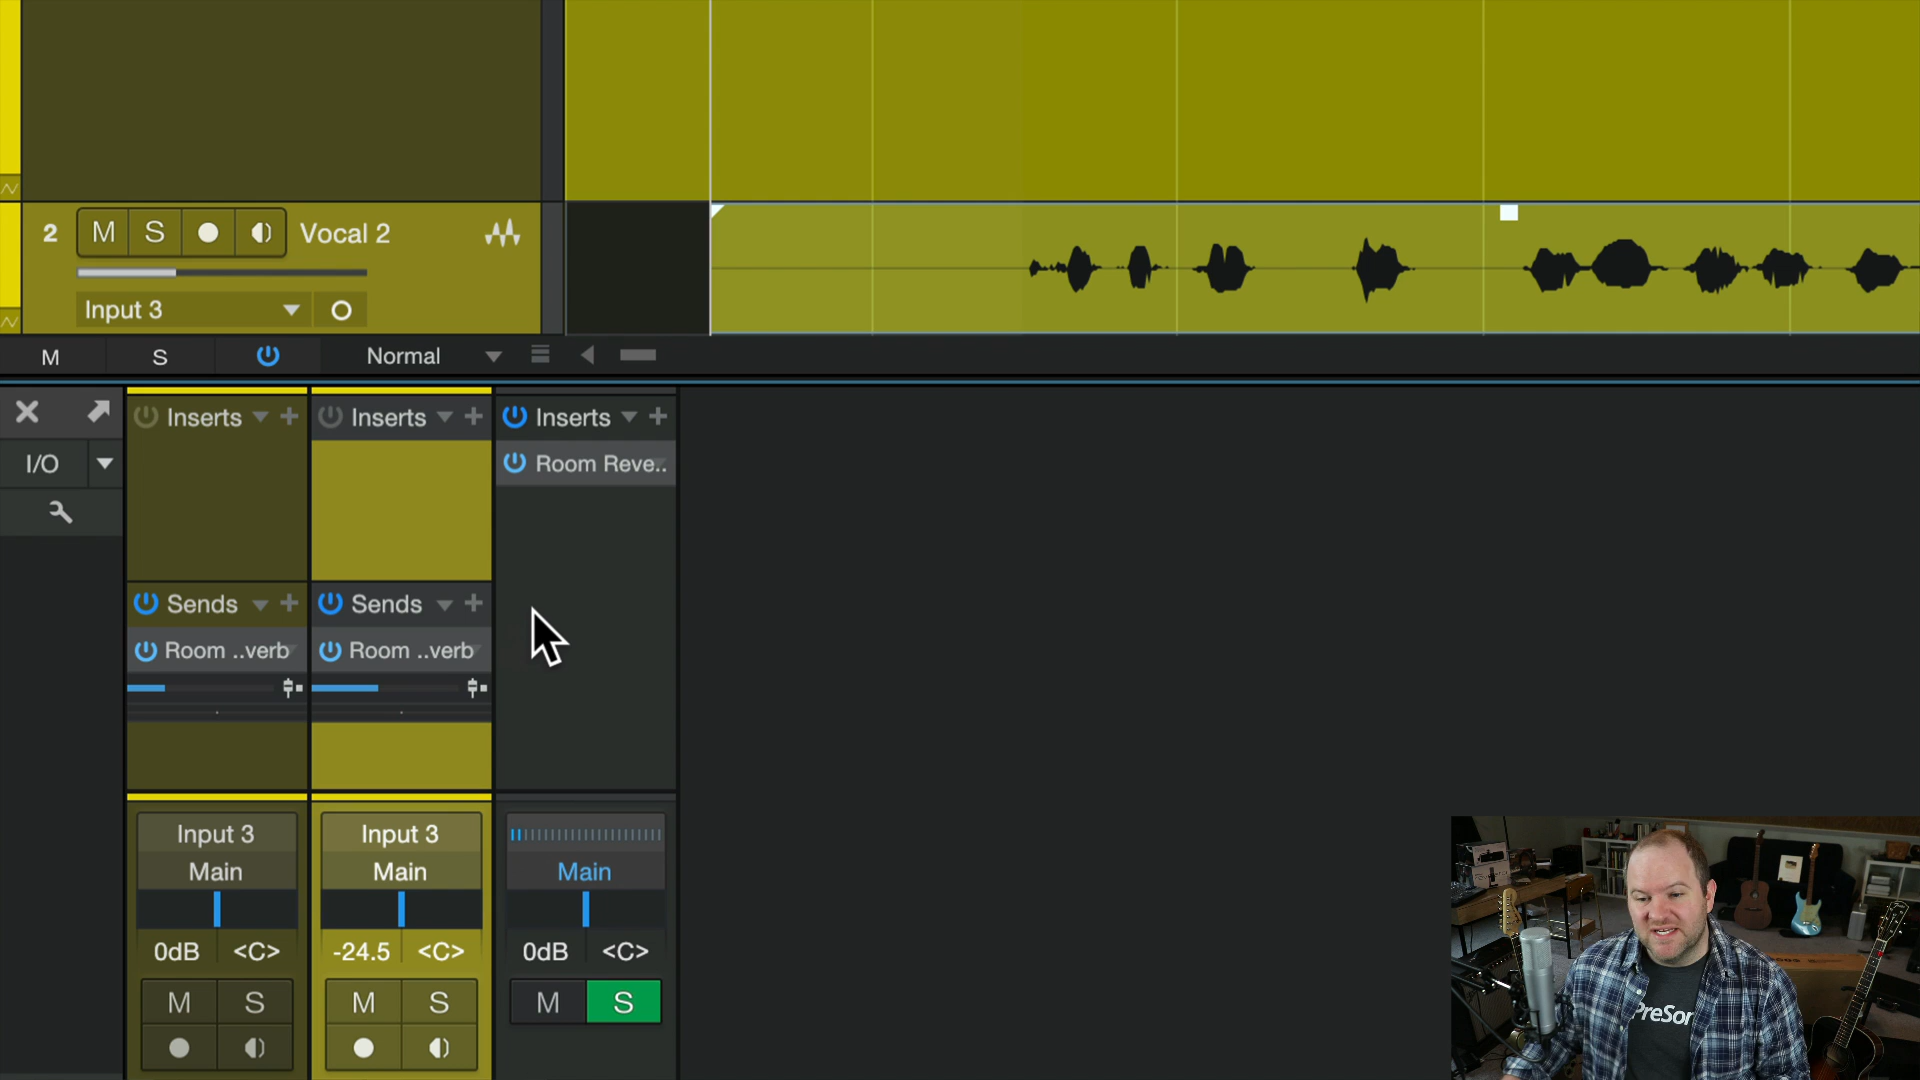 2 M S Vocal 2
Input 3
M S Normal
Inserts Inserts Inserts
I/O Room Reve..
Sends Sends
Room ..verb Room ..verb
Input 3 Input 3
Main Main Main
0dB <C> -24.5 <C> 0dB <C>
M S M S M S
PreSon